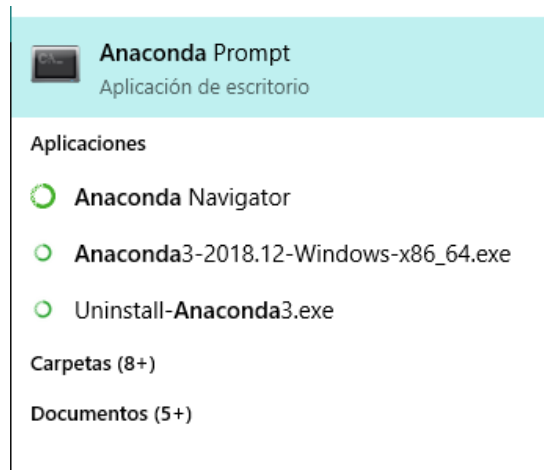 Anaconda Prompt
Aplicación de escritorio
Aplicaciones
Anaconda Navigator
Anaconda3-2018.12-Windows-x86_64.exe
Uninstall-Anaconda3.exe
Carpetas (8+)
Documentos (5+)